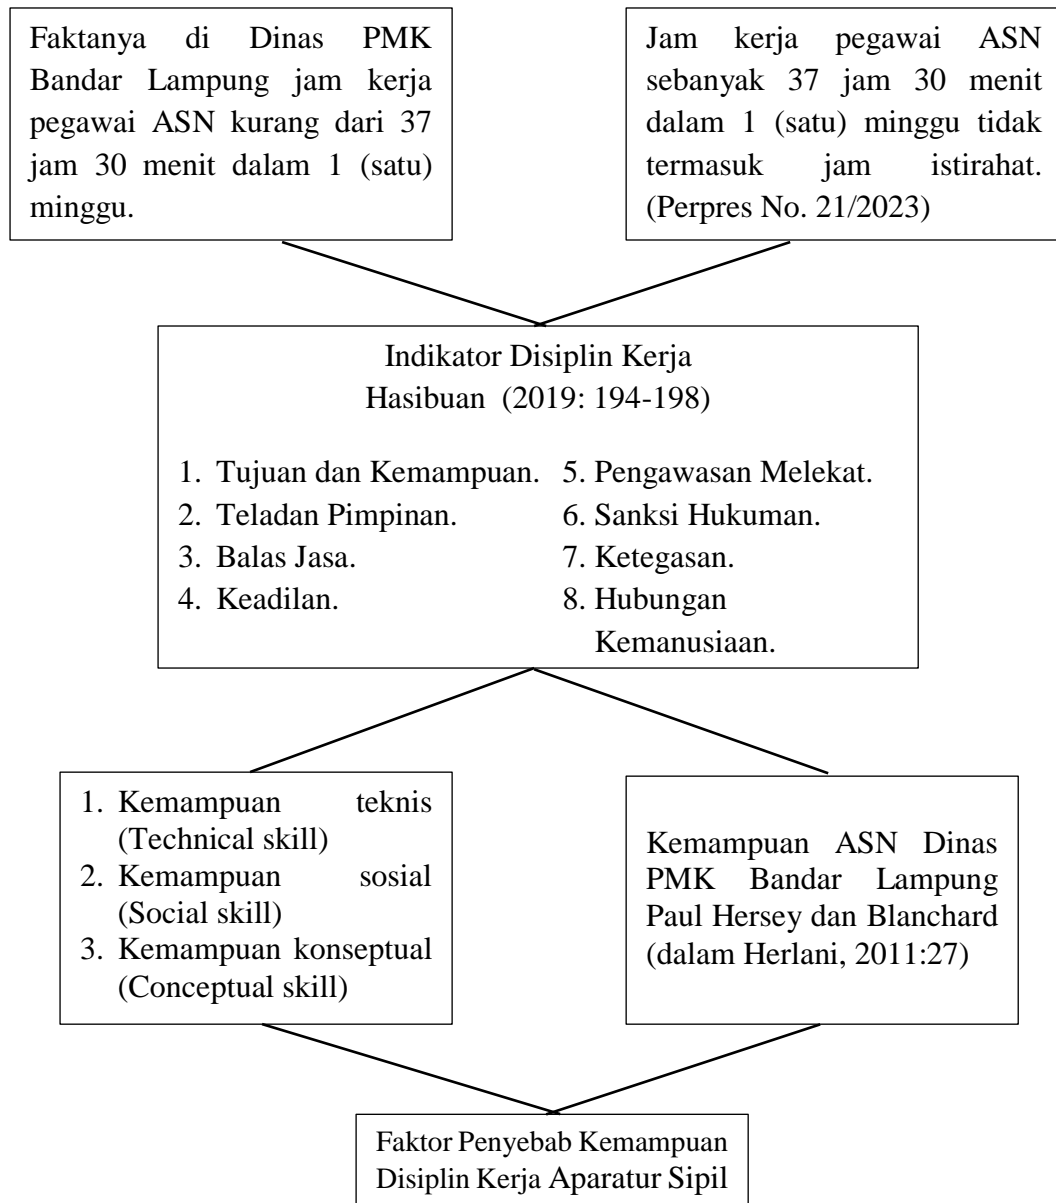 Faktanya di Dinas PMK
Bandar Lampung jam kerja
pegawai ASN kurang dari 37
jam 30 menit dalam 1 (satu)
minggu.
Jam kerja pegawai ASN
sebanyak 37 jam 30 menit
dalam 1 (satu) minggu tidak
termasuk jam istirahat.
(Perpres No. 21/2023)
Indikator Disiplin Kerja
Hasibuan (2019: 194-198)
1. Tujuan dan Kemampuan.
2. Teladan Pimpinan.
3. Balas Jasa.
4. Keadilan.
5. Pengawasan Melekat.
6. Sanksi Hukuman.
7. Ketegasan.
8. Hubungan
Kemanusiaan.
1. Kemampuan teknis
(Technical skill)
2. Kemampuan sosial
(Social skill)
3. Kemampuan konseptual
(Conceptual skill)
Kemampuan ASN Dinas
PMK Bandar Lampung
Paul Hersey dan Blanchard
(dalam Herlani, 2011:27)
Faktor Penyebab Kemampuan
Disiplin Kerja Aparatur Sipil